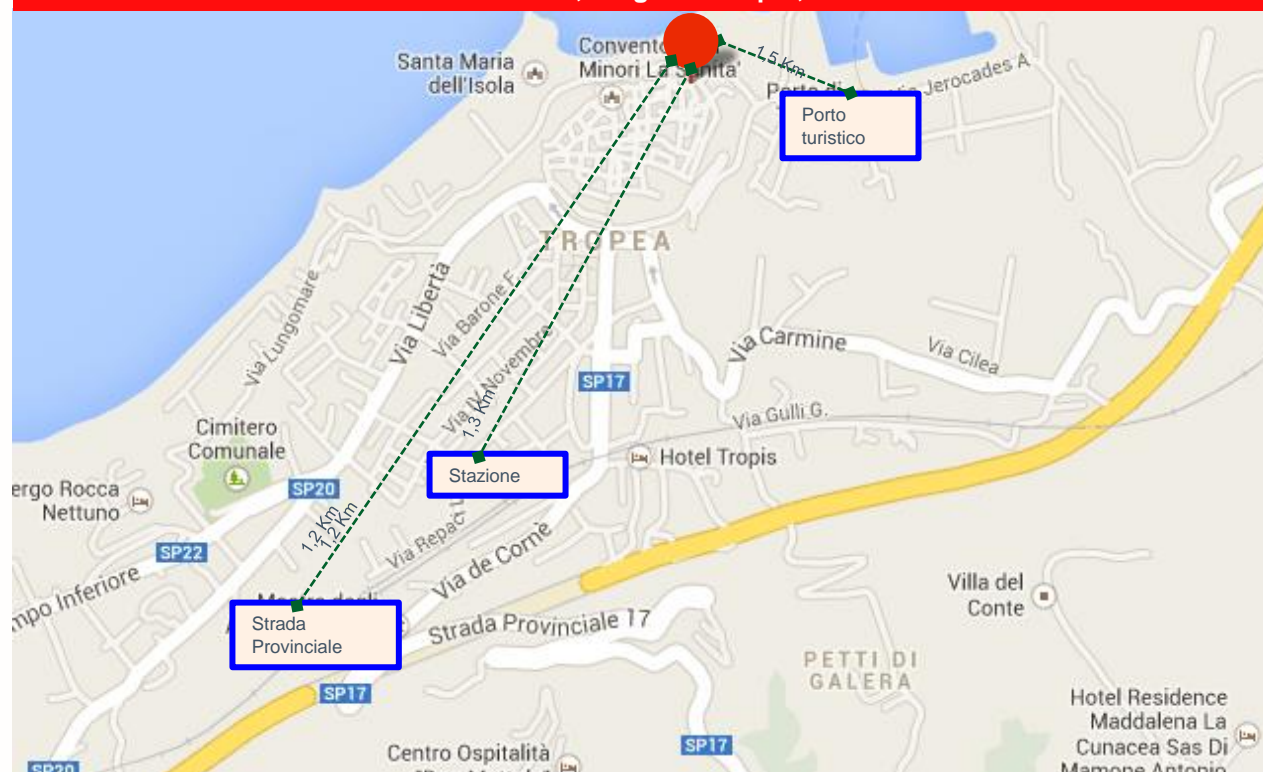 Santa Maria
dell'Isola
Convento
Minori La Sanita'
1,5 Km
Jerocades A
Porto
turistico
TROPEA
Via Lungomare
Via Libertà
Via Barone F.
Via IV Novembre
1,3 Km
SP17
Via Carmine
Via Cilea
Via Gulli G.
Hotel Tropis
Cimitero
Comunale
Stazione
SP20
ergo Rocca
Nettuno
1,2 Km
1,2 Km
SP22
Via Repaci
Via de Cornè
mpo Inferiore
Strada
Provinciale
Strada Provinciale 17
Villa del
Conte
PETTI DI
GALERA
SP17
Hotel Residence
Maddalena La
Cunacea Sas Di
Mamone Antonio
Centro Ospitalità
SP17
SP20